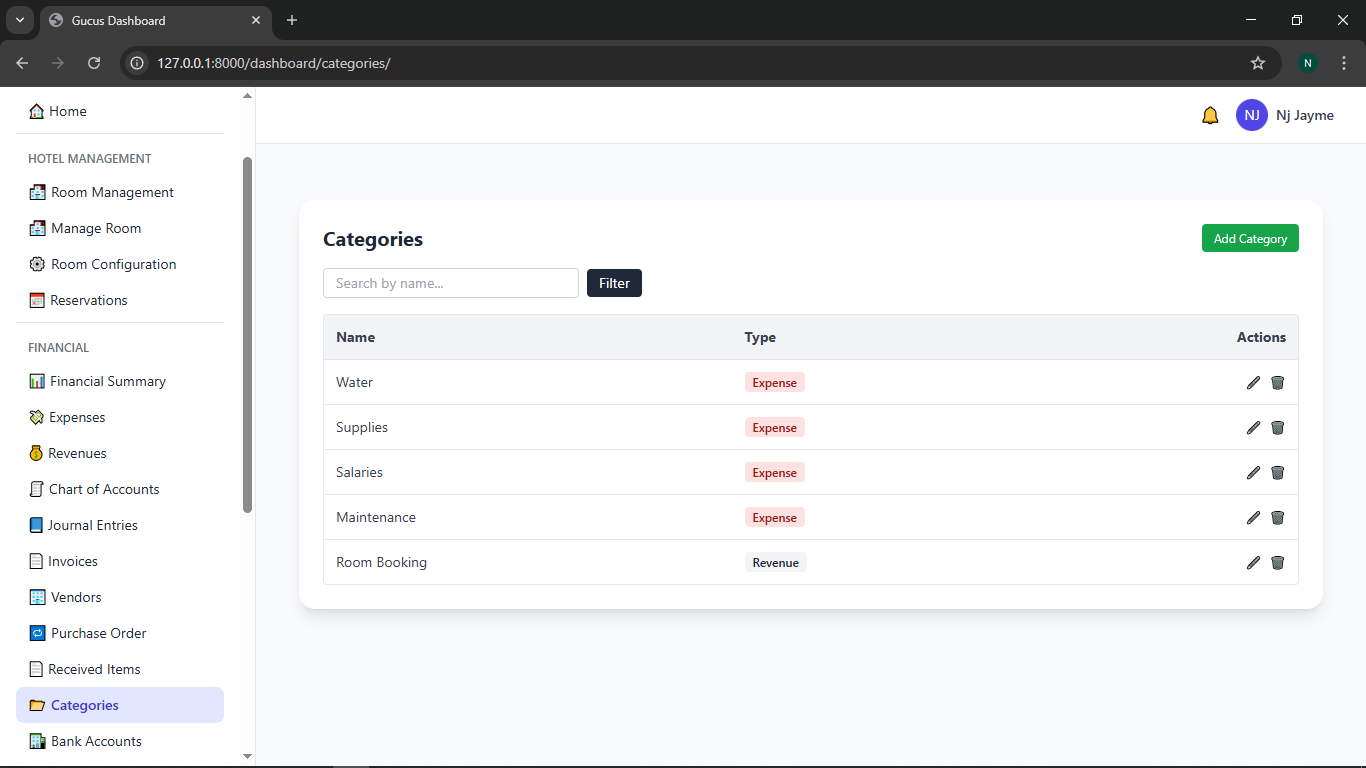 Gucus Dashboard
127.0.0.1:8000/dashboard/categories/
N
Home
HOTEL MANAGEMENT
Room Management
Manage Room
Room Configuration
Reservations
FINANCIAL
Financial Summary
Expenses
Revenues
Chart of Accounts
Journal Entries
Invoices
Vendors
Purchase Order
Received Items
Categories
Bank Accounts
NJ Nj Jayme
Categories
Add Category
Search by name...
Filter
Name Type Actions
Water Expense
Supplies Expense
Salaries Expense
Maintenance Expense
Room Booking Revenue